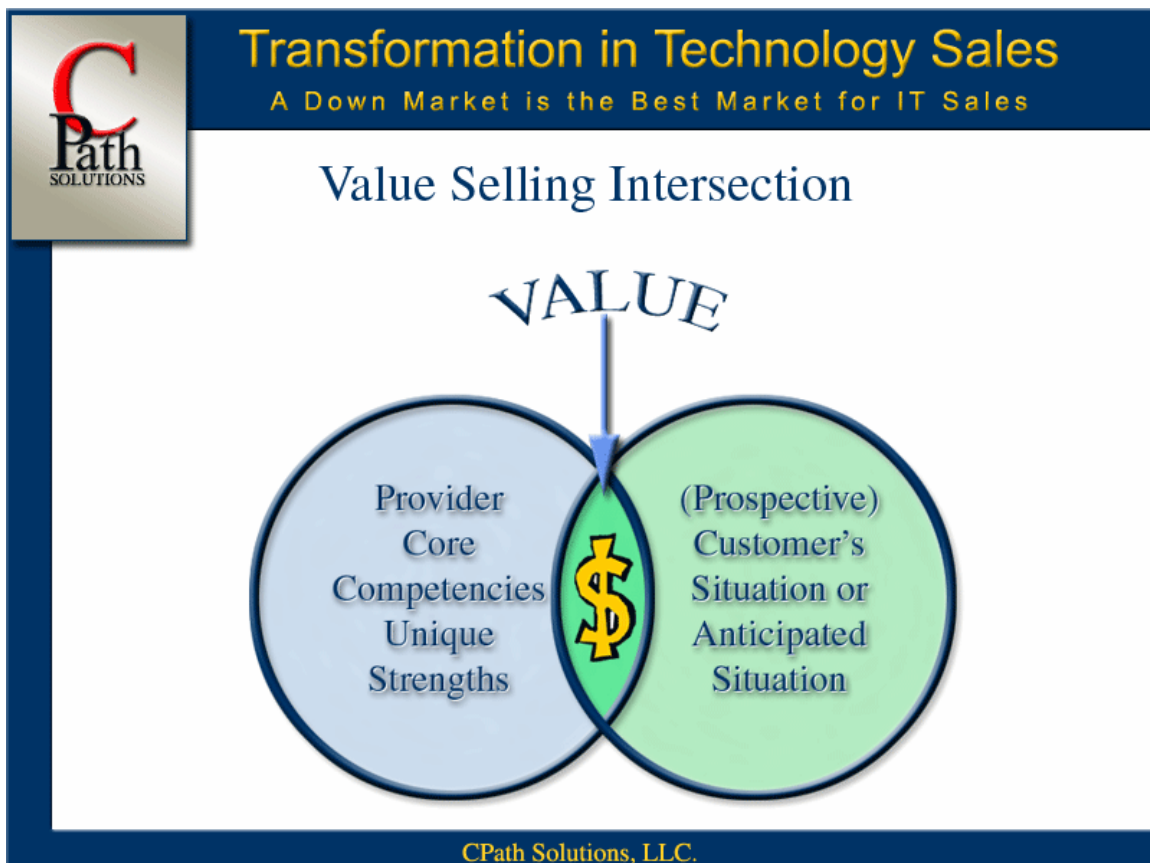 CPath
SOLUTIONS
Transformation in Technology Sales
A Down Market is the Best Market for IT Sales
Value Selling Intersection
VALUE
Provider
Core
Competencies
Unique
Strengths
$
(Prospective)
Customer’s
Situation or
Anticipated
Situation
CPath Solutions, LLC.